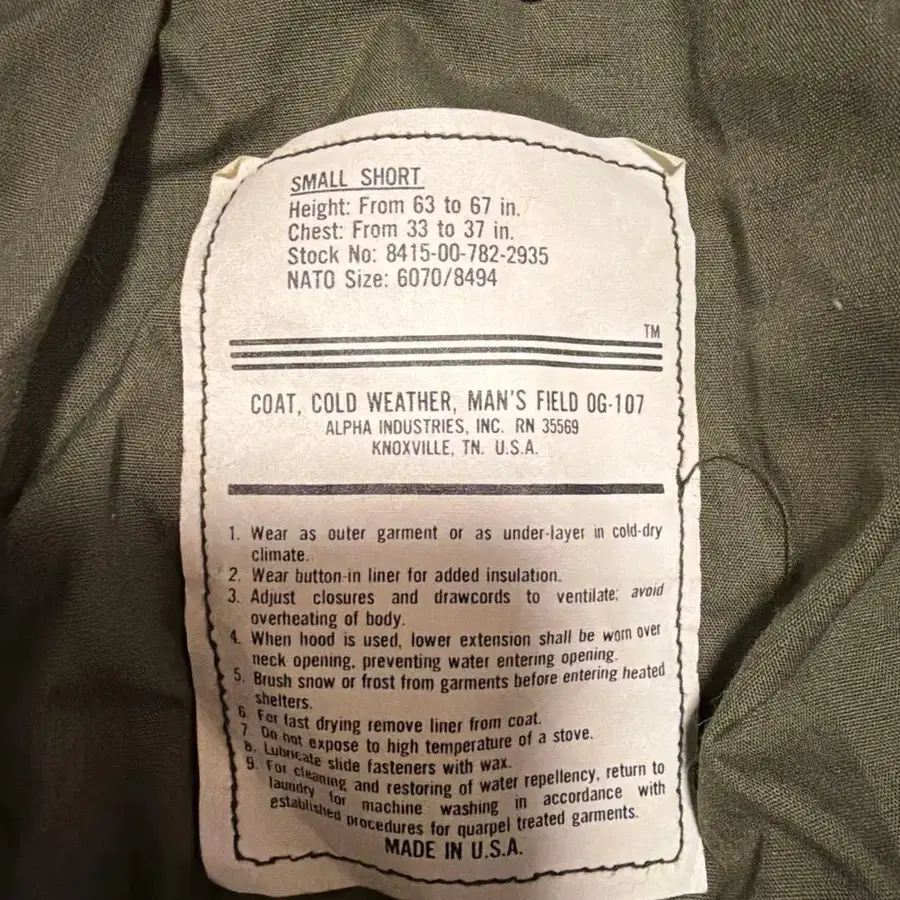 SMALL SHORT
Height: From 63 to 67 in.
Chest: From 33 to 37 in.
Stock No: 8415-00-782-2935
NATO Size: 6070/8494
TM
COAT, COLD WEATHER, MAN'S FIELD OG-107
ALPHA INDUSTRIES, INC. RN 35569
KNOXVILLE, TN. U.S.A.
1. Wear as outer garment or as under-layer in cold-dry
climate.
2. Wear button-in liner for added insulation.
3. Adjust closures and drawcords to ventilate; avoid
overheating of body.
4. When hood is used, lower extension shall be worn over
neck opening, preventing water entering opening.
5. Brush snow or frost from garments before entering heated
shelters.
6. For fast drying remove liner from coat.
7. Do not expose to high temperature of a stove.
8. Lubricate slide fasteners with wax.
9. For cleaning and restoring of water repellency, return to
laundry for machine washing in accordance with
established procedures for quarpel treated garments.
MADE IN U.S.A.